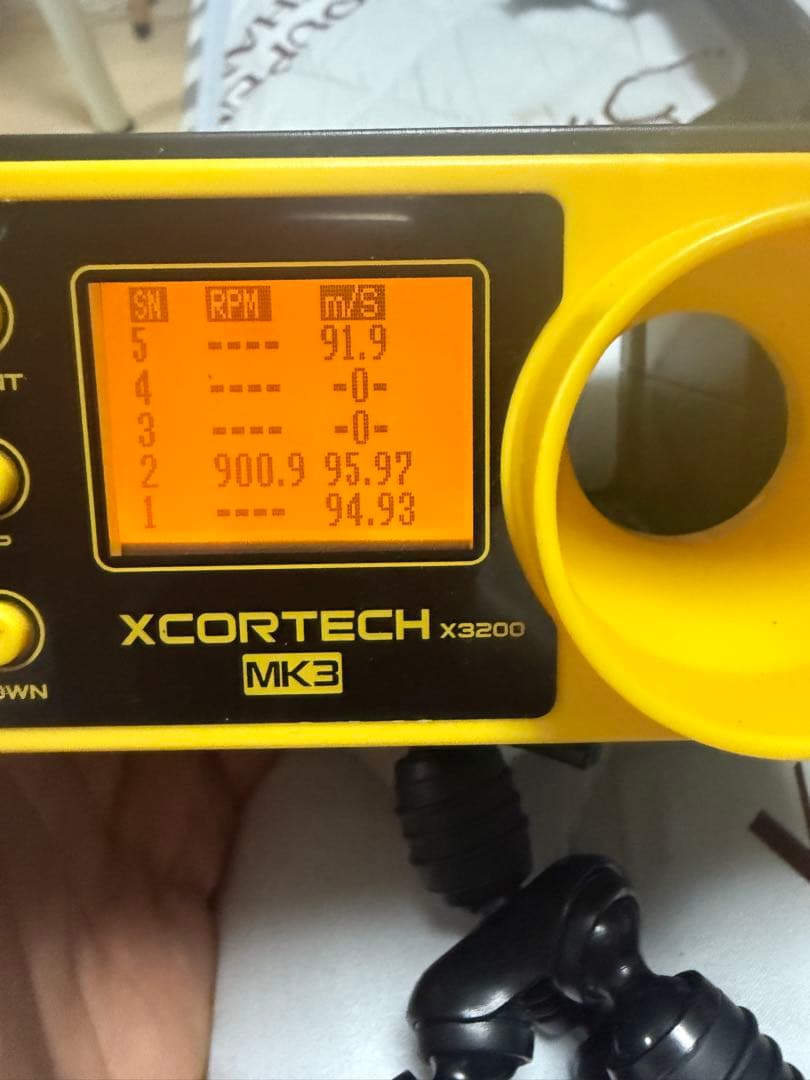 SN RPM m/S
5 ---- 91.9
4 ---- -0-
3 ---- -0-
2 900.9 95.97
1 ---- 94.93
XCORTECH X3200
MK3